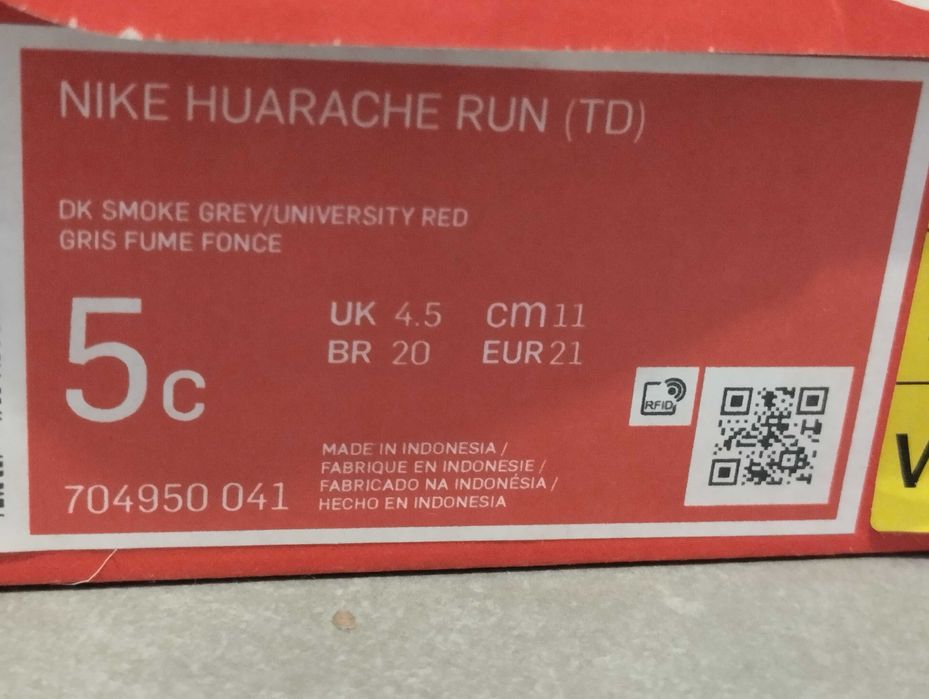 NIKE HUARACHE RUN (TD)
DK SMOKE GREY/UNIVERSITY RED
GRIS FUME FONCE
5c
UK 4.5 cm 11
BR 20 EUR 21
RFID
MADE IN INDONESIA /
FABRIQUE EN INDONESIE /
FABRICADO NA INDONÉSIA /
HECHO EN INDONESIA
704950 041